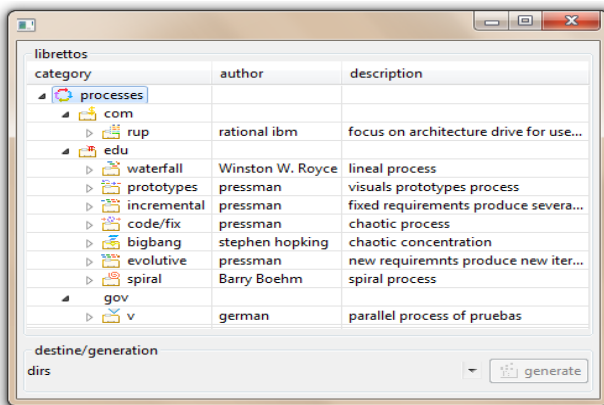 librettos
category author description
processes
com
rup rational ibm focus on architecture drive for use...
edu
waterfall Winston W. Royce lineal process
prototypes pressman visuals prototypes process
incremental pressman fixed requirements produce severa...
code/fix pressman chaotic process
bigbang stephen hopking chaotic concentration
evolutive pressman new requiremnts produce new iter...
spiral Barry Boehm spiral process
gov
v german parallel process of pruebas
destine/generation
dirs generate